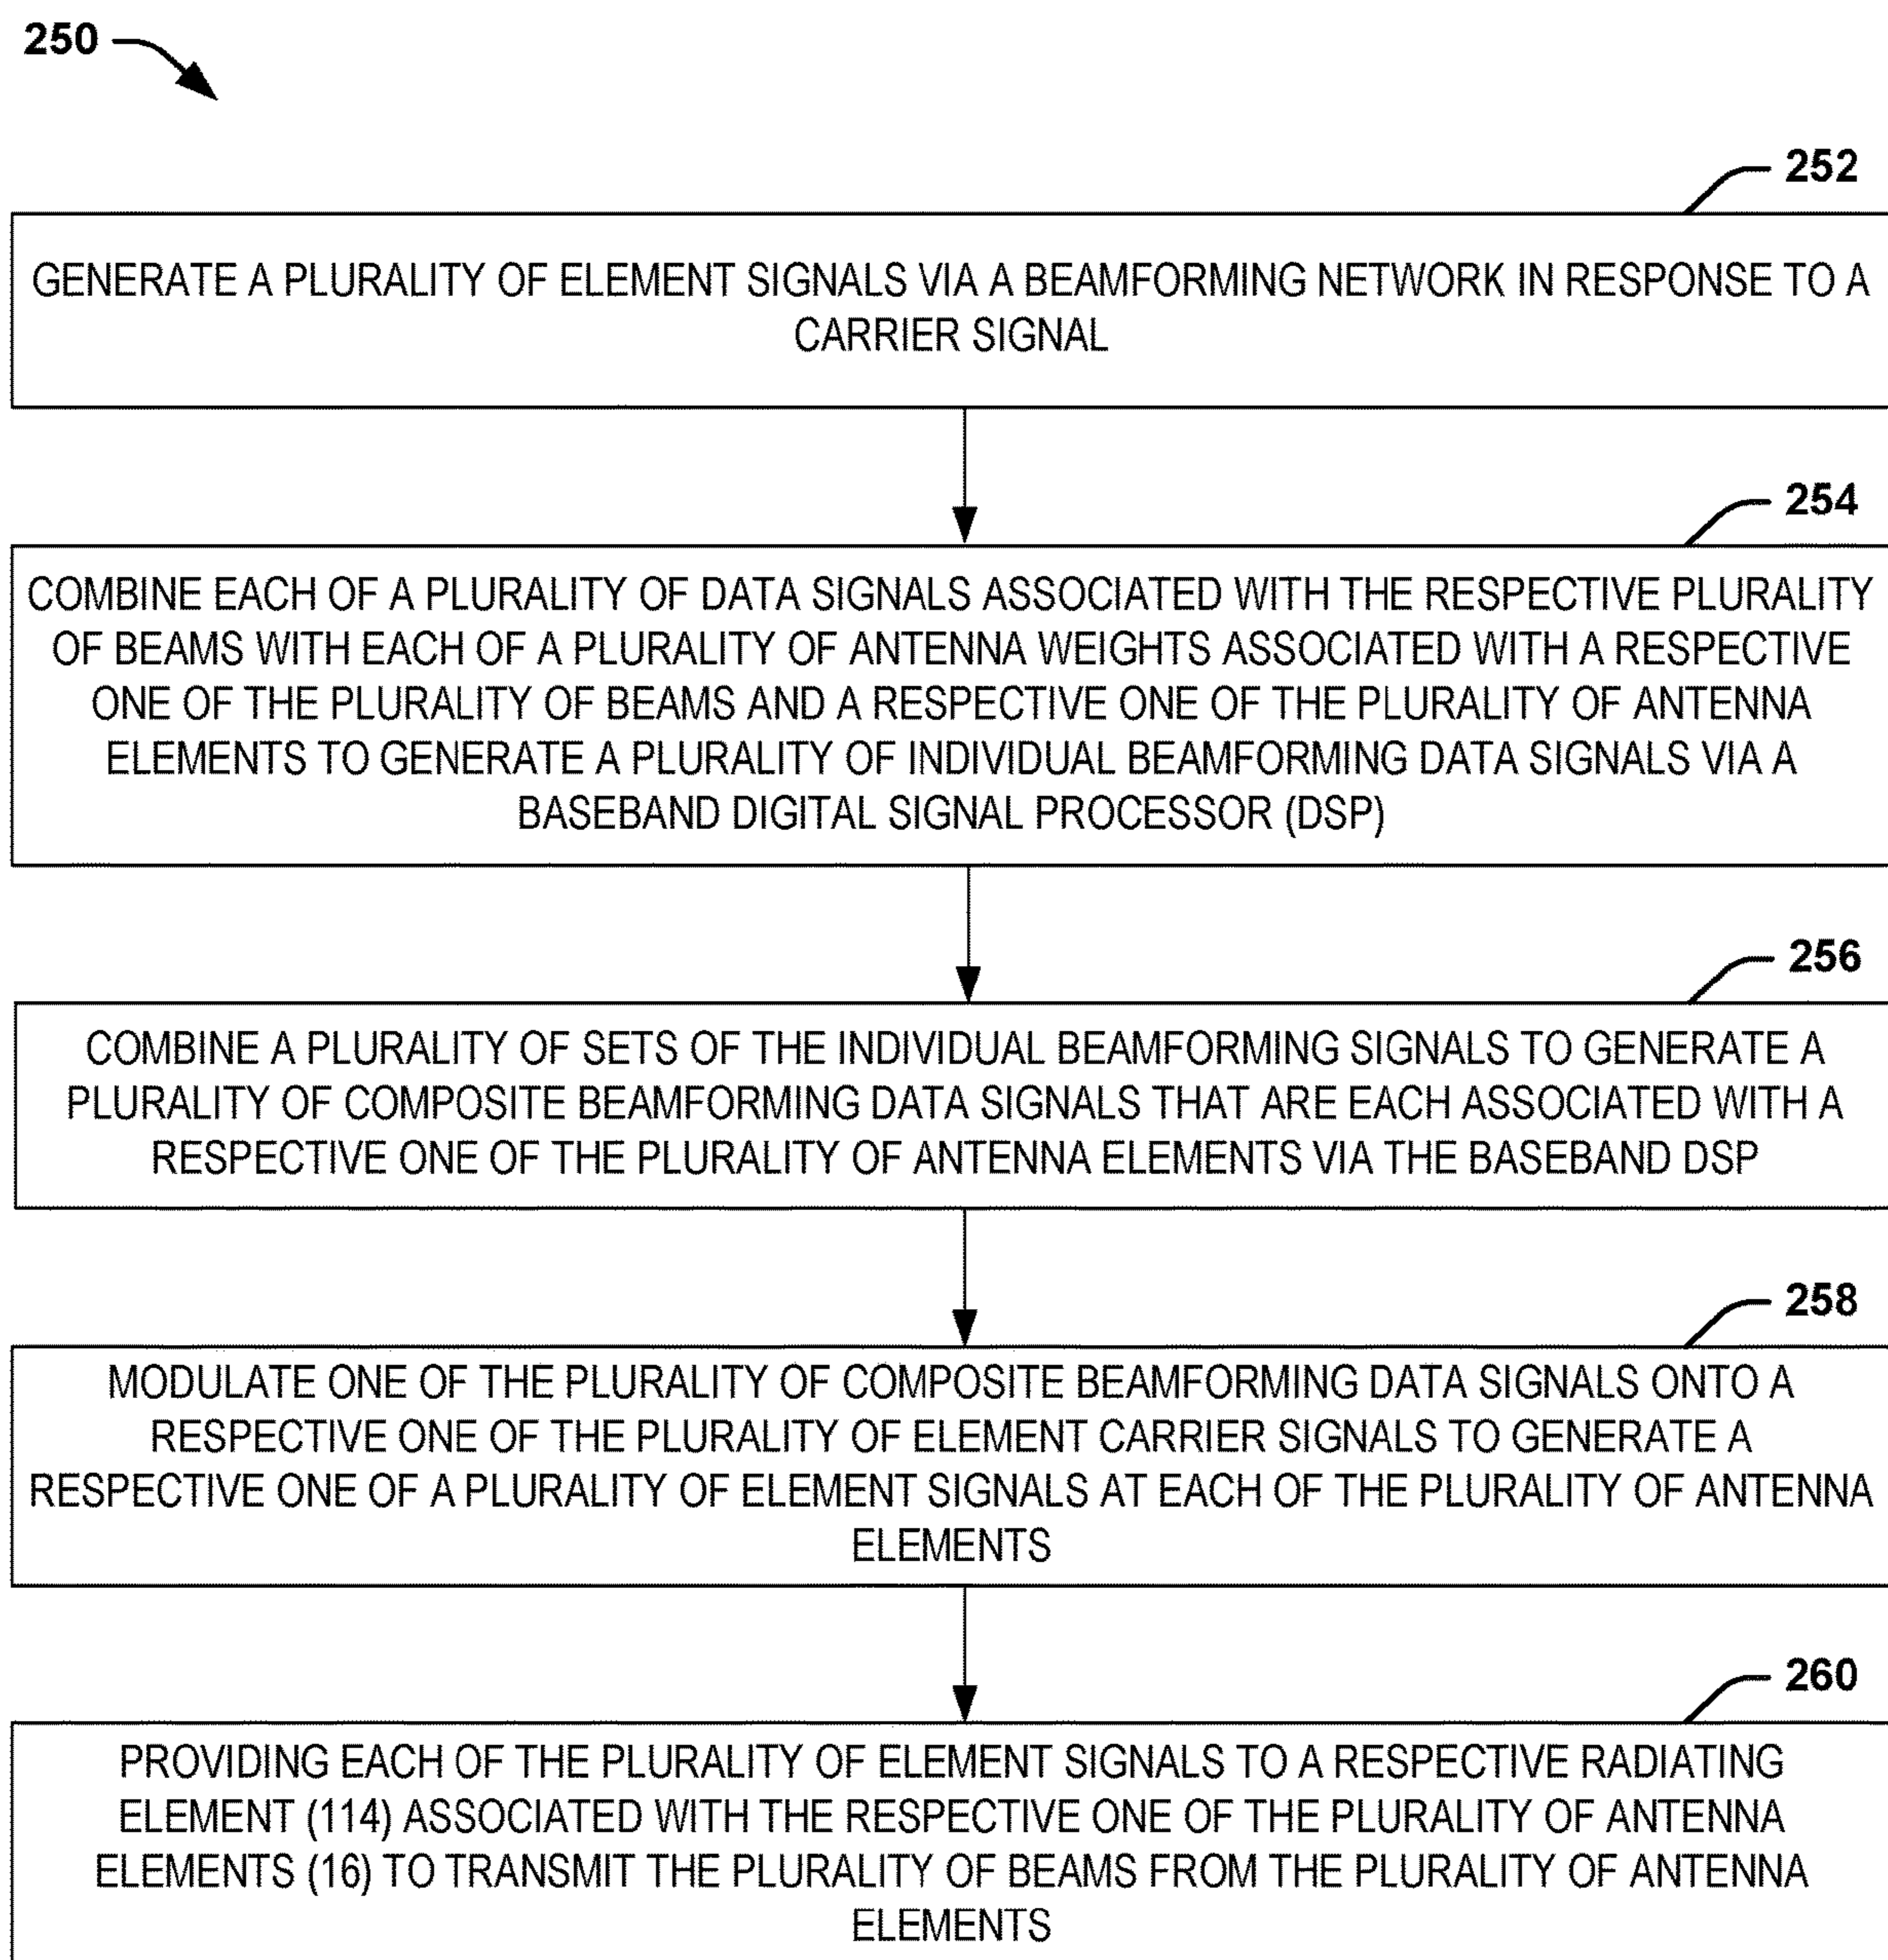 250
252
GENERATE A PLURALITY OF ELEMENT SIGNALS VIA A BEAMFORMING NETWORK IN RESPONSE TO A
CARRIER SIGNAL
254
COMBINE EACH OF A PLURALITY OF DATA SIGNALS ASSOCIATED WITH THE RESPECTIVE PLURALITY
OF BEAMS WITH EACH OF A PLURALITY OF ANTENNA WEIGHTS ASSOCIATED WITH A RESPECTIVE
ONE OF THE PLURALITY OF BEAMS AND A RESPECTIVE ONE OF THE PLURALITY OF ANTENNA
ELEMENTS TO GENERATE A PLURALITY OF INDIVIDUAL BEAMFORMING DATA SIGNALS VIA A
BASEBAND DIGITAL SIGNAL PROCESSOR (DSP)
256
COMBINE A PLURALITY OF SETS OF THE INDIVIDUAL BEAMFORMING SIGNALS TO GENERATE A
PLURALITY OF COMPOSITE BEAMFORMING DATA SIGNALS THAT ARE EACH ASSOCIATED WITH A
RESPECTIVE ONE OF THE PLURALITY OF ANTENNA ELEMENTS VIA THE BASEBAND DSP
258
MODULATE ONE OF THE PLURALITY OF COMPOSITE BEAMFORMING DATA SIGNALS ONTO A
RESPECTIVE ONE OF THE PLURALITY OF ELEMENT CARRIER SIGNALS TO GENERATE A
RESPECTIVE ONE OF A PLURALITY OF ELEMENT SIGNALS AT EACH OF THE PLURALITY OF ANTENNA
ELEMENTS
260
PROVIDING EACH OF THE PLURALITY OF ELEMENT SIGNALS TO A RESPECTIVE RADIATING
ELEMENT (114) ASSOCIATED WITH THE RESPECTIVE ONE OF THE PLURALITY OF ANTENNA
ELEMENTS (16) TO TRANSMIT THE PLURALITY OF BEAMS FROM THE PLURALITY OF ANTENNA
ELEMENTS